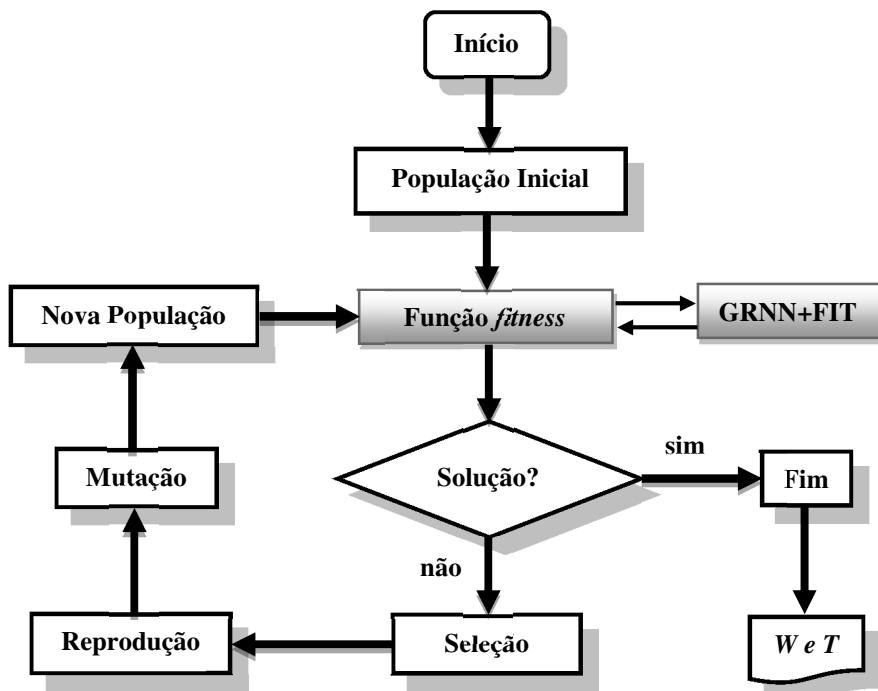 Início
População Inicial
Nova População
Função fitness
GRNN+FIT
sim
Mutação
Solução?
Fim
não
Reprodução
Seleção
W e T